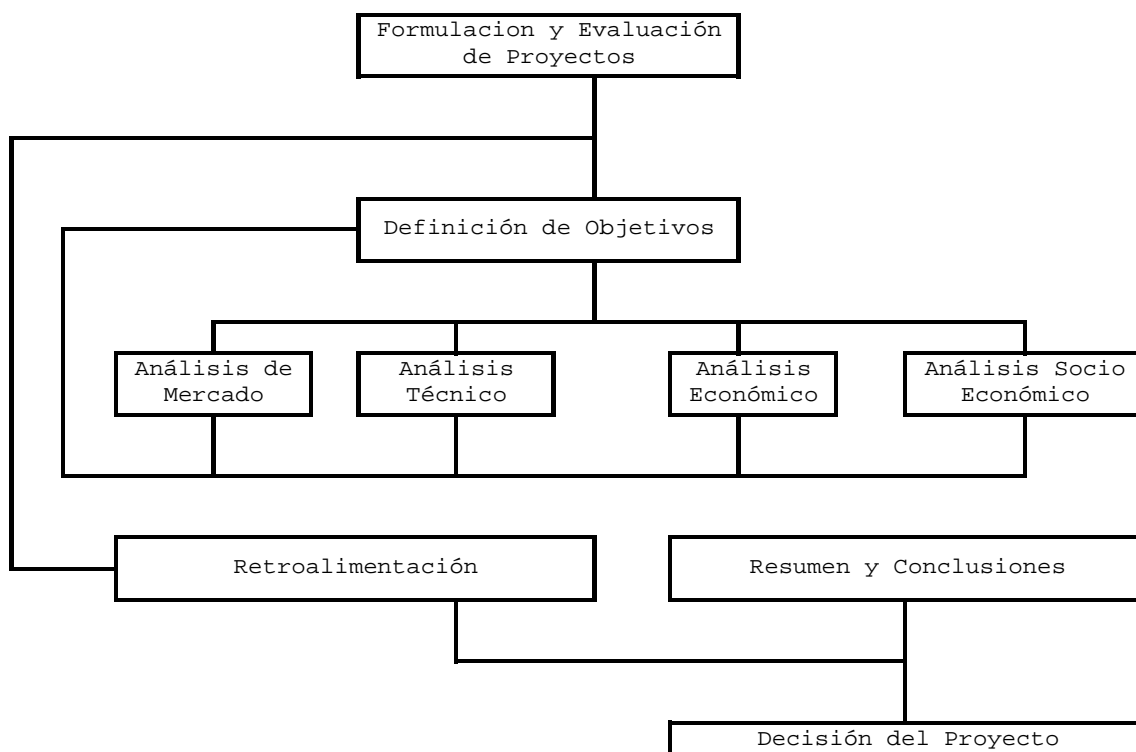 Formulacion y Evaluación
de Proyectos
Definición de Objetivos
Análisis de
Mercado
Análisis
Técnico
Análisis
Económico
Análisis Socio
Económico
Retroalimentación
Resumen y Conclusiones
Decisión del Proyecto